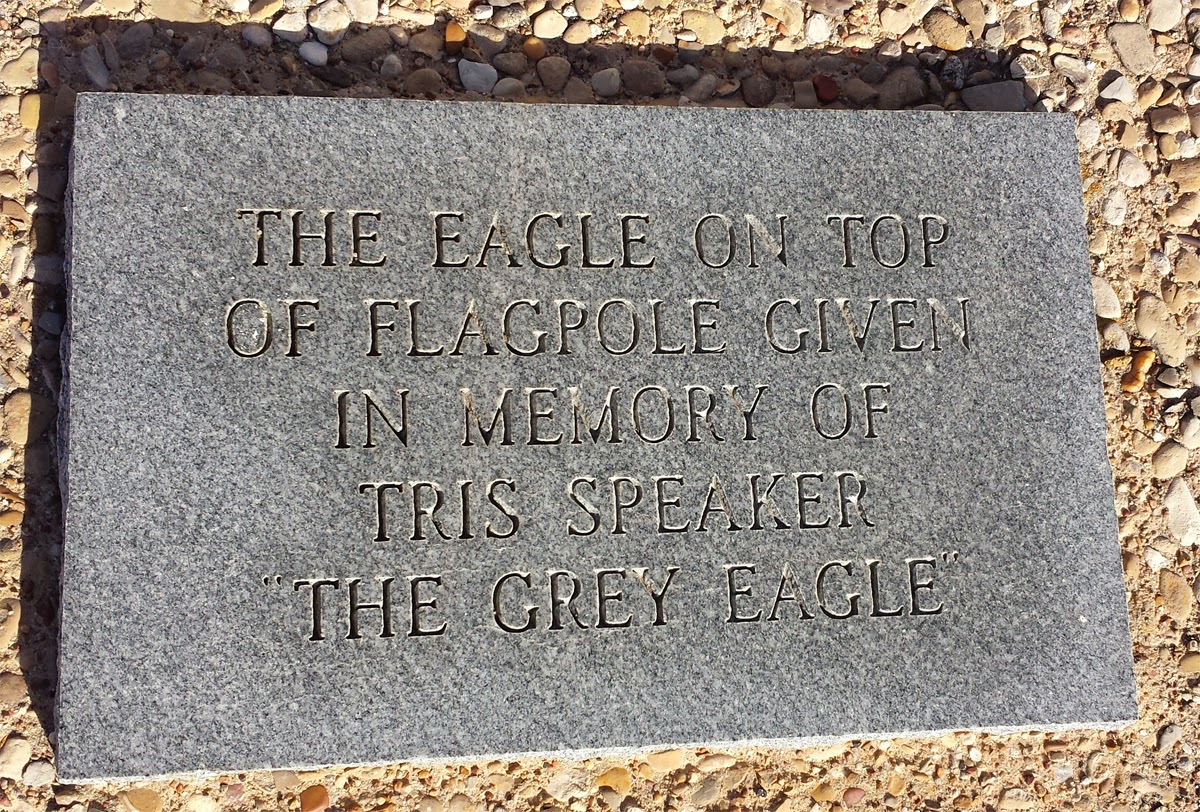 THE EAGLE ON TOP
OF FLAGPOLE GIVEN
IN MEMORY OF
TRIS SPEAKER
"THE GREY EAGLE"